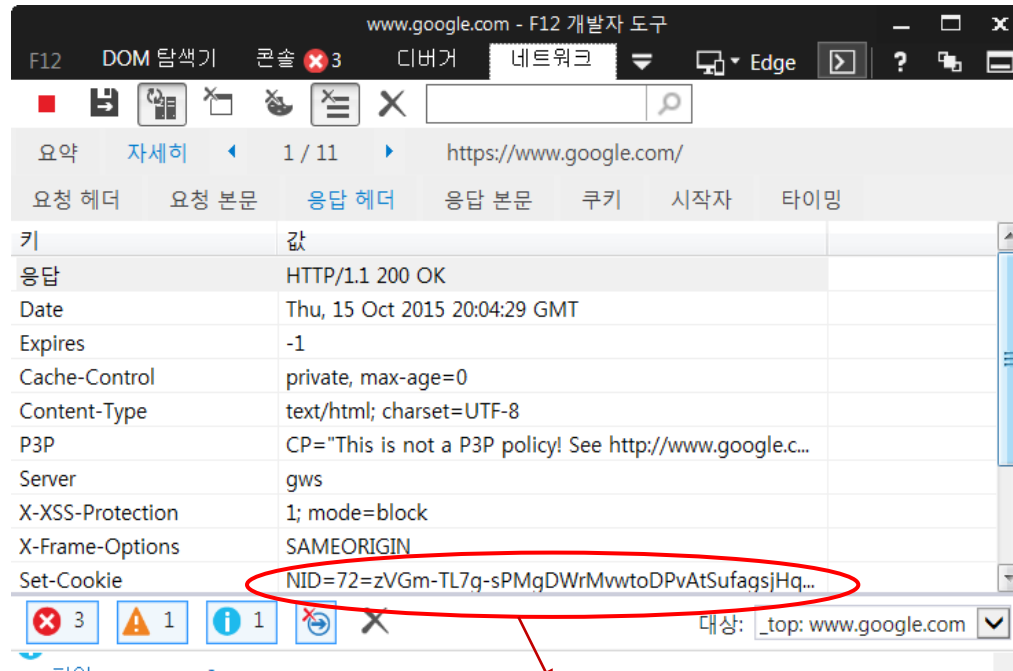 www.google.com - F12 개발자 도구
F12 DOM 탐색기 콘솔 3 디버거 네트워크 Edge ?
요약 자세히 1 / 11 https://www.google.com/
요청 헤더 요청 본문 응답 헤더 응답 본문 쿠키 시작자 타이밍
키 값
응답 HTTP/1.1 200 OK
Date Thu, 15 Oct 2015 20:04:29 GMT
Expires -1
Cache-Control private, max-age=0
Content-Type text/html; charset=UTF-8
P3P CP="This is not a P3P policy! See http://www.google.c...
Server gws
X-XSS-Protection 1; mode=block
X-Frame-Options SAMEORIGIN
Set-Cookie NID=72=zVGm-TL7g-sPMgDWrMvwtoDPvAtSufaqsjHq...
3 1 1 대상: _top: www.google.com